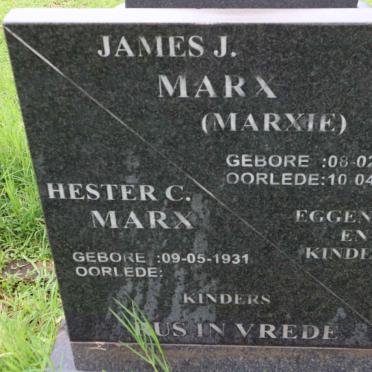 JAMES J.
MARX
(MARXIE)
GEBORE :08-02
OORLEDE:10-04
EGGEN
EN
KINDE
HESTER C.
MARX
GEBORE :09-05-1931
OORLEDE:
KINDERS
RUS IN VREDE